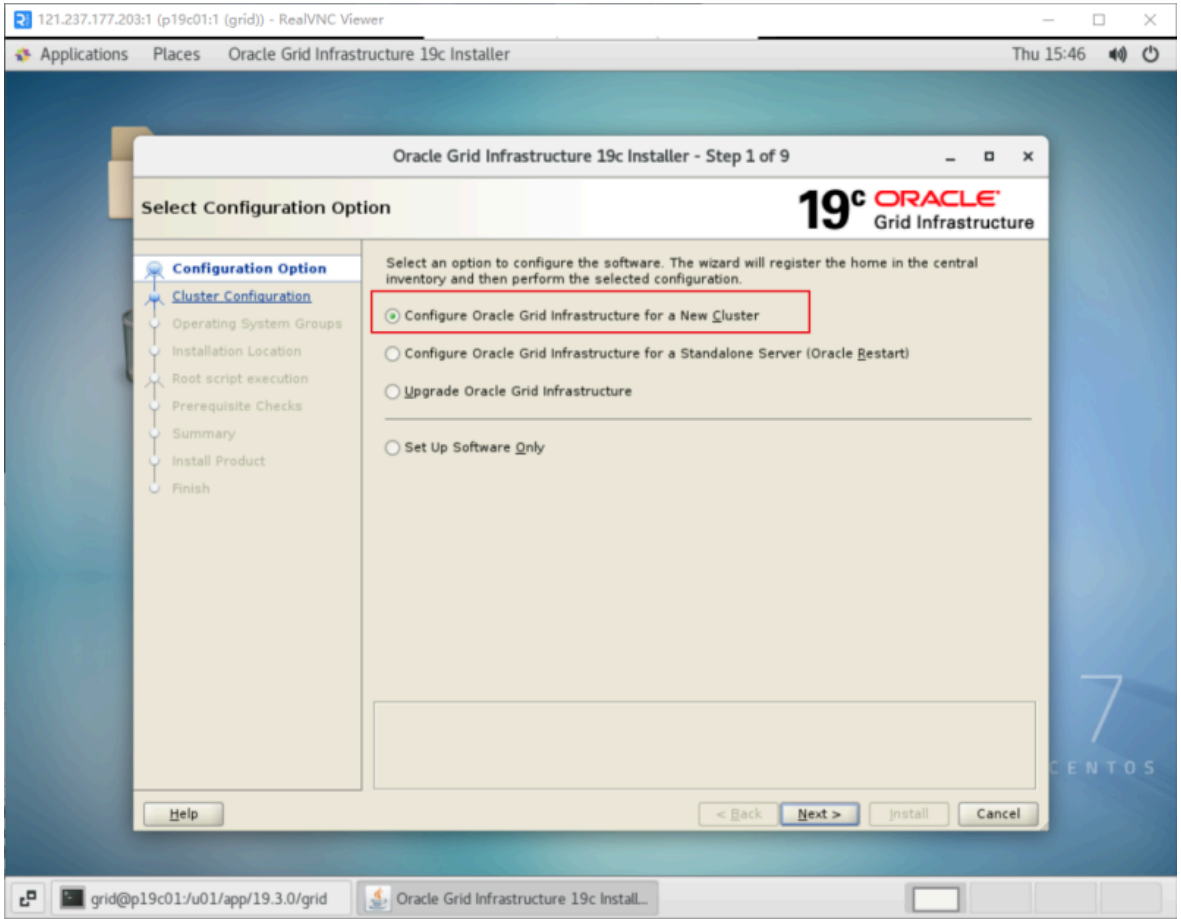 121.237.177.203:1 (p19c01:1 (grid)) - RealVNC Viewer
Applications Places Oracle Grid Infrastructure 19c Installer Thu 15:46
Oracle Grid Infrastructure 19c Installer - Step 1 of 9
Select Configuration Option
19c ORACLE
Grid Infrastructure
Configuration Option
Cluster Configuration
Operating System Groups
Installation Location
Root script execution
Prerequisite Checks
Summary
Install Product
Finish
Select an option to configure the software. The wizard will register the home in the central
inventory and then perform the selected configuration.
Configure Oracle Grid Infrastructure for a New Cluster
Configure Oracle Grid Infrastructure for a Standalone Server (Oracle Restart)
Upgrade Oracle Grid Infrastructure
Set Up Software Only
7
CENTOS
Help < Back Next > Install Cancel
grid@p19c01:/u01/app/19.3.0/grid Oracle Grid Infrastructure 19c Install...